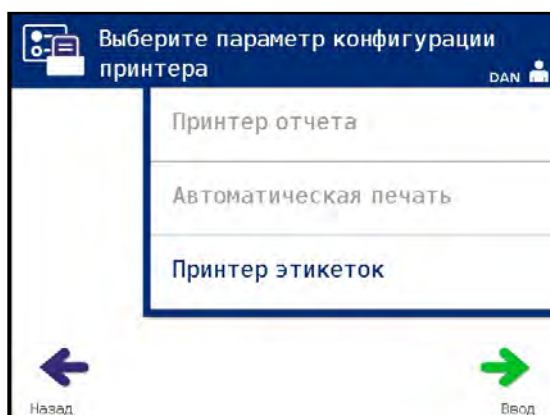 Выберите параметр конфигурации
принтера
DAN
Принтер отчета
Автоматическая печать
Принтер этикеток
Назад
Ввод